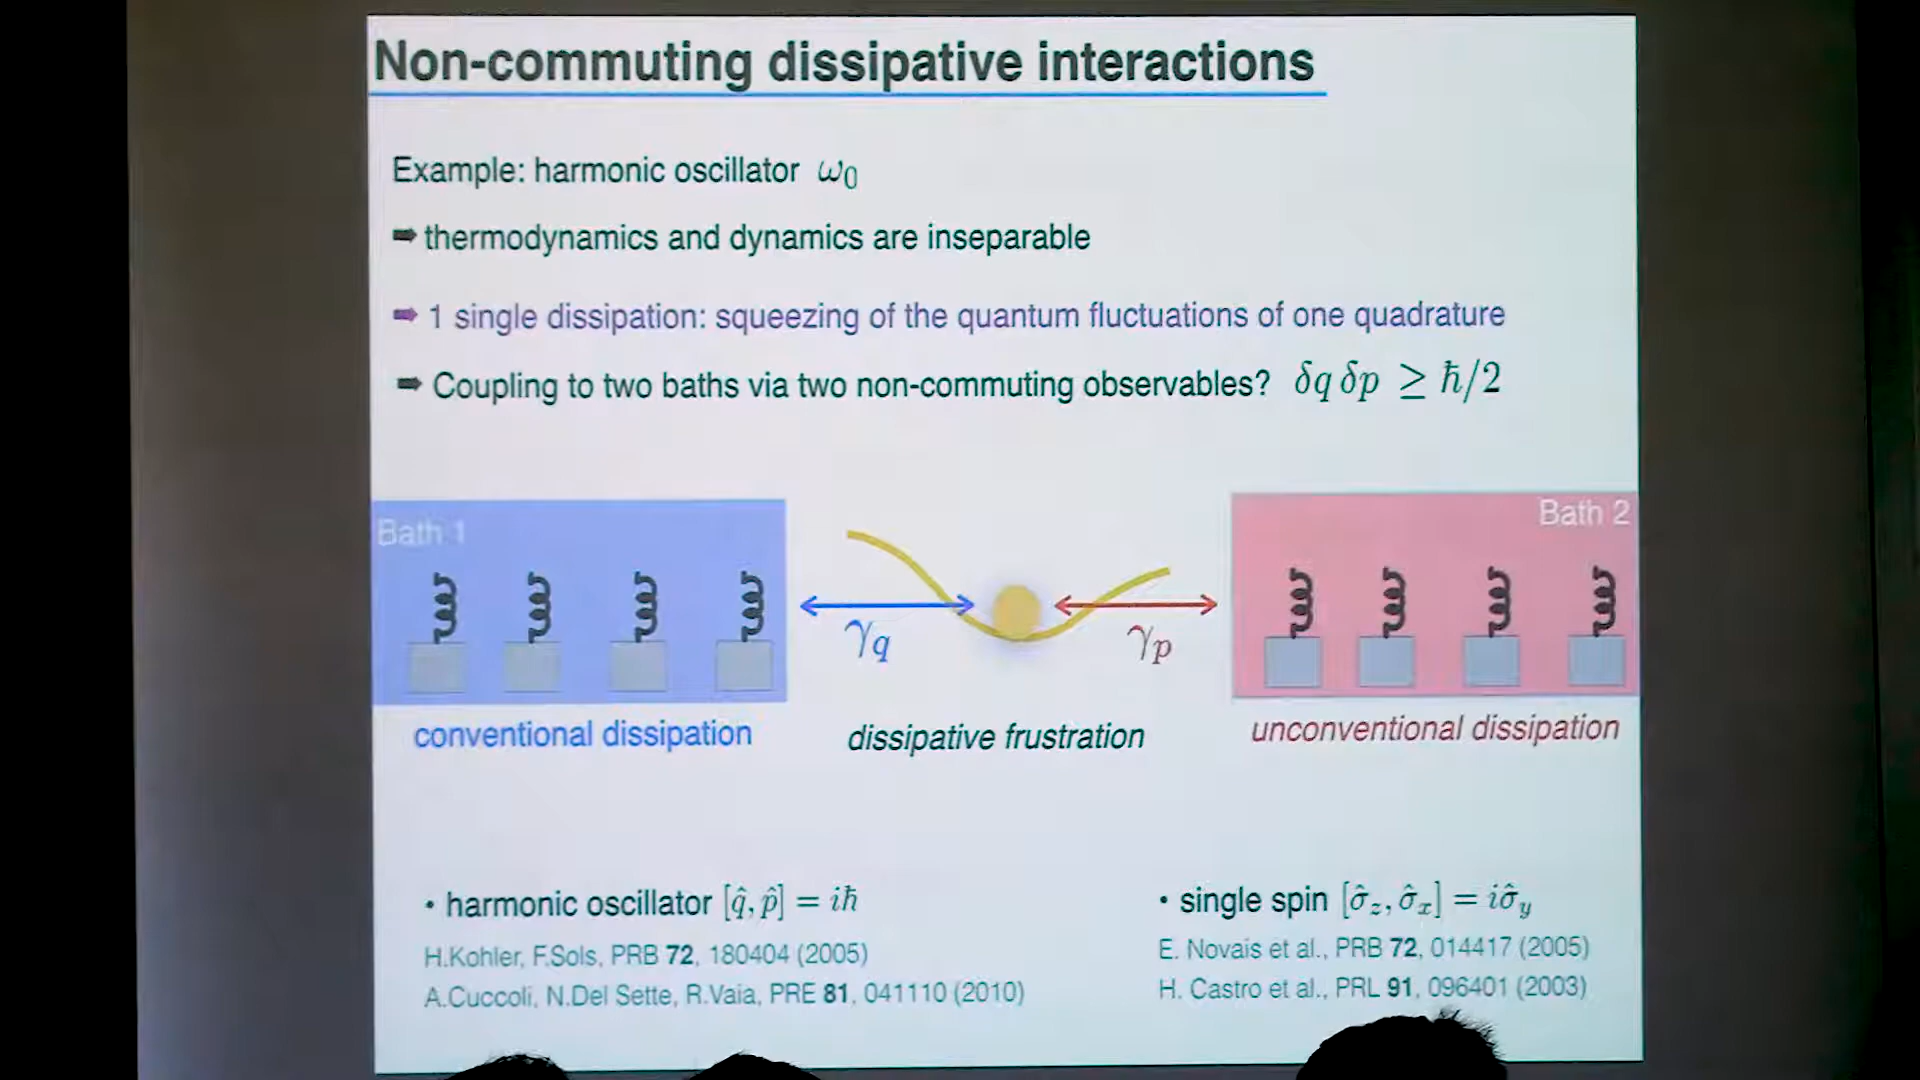 Non-commuting dissipative interactions
Example: harmonic oscillator ω₀
➡ thermodynamics and dynamics are inseparable
➡ 1 single dissipation: squeezing of the quantum fluctuations of one quadrature
➡ Coupling to two baths via two non-commuting observables? δq δp ≥ ħ/2
Bath 1
Bath 2
γq
γp
conventional dissipation
dissipative frustration
unconventional dissipation
• harmonic oscillator [q̂, p̂] = iħ
H.Kohler, F.Sols, PRB 72, 180404 (2005)
A.Cuccoli, N.Del Sette, R.Vaia, PRE 81, 041110 (2010)
• single spin [σ̂z, σ̂x] = iσ̂y
E. Novais et al., PRB 72, 014417 (2005)
H. Castro et al., PRL 91, 096401 (2003)